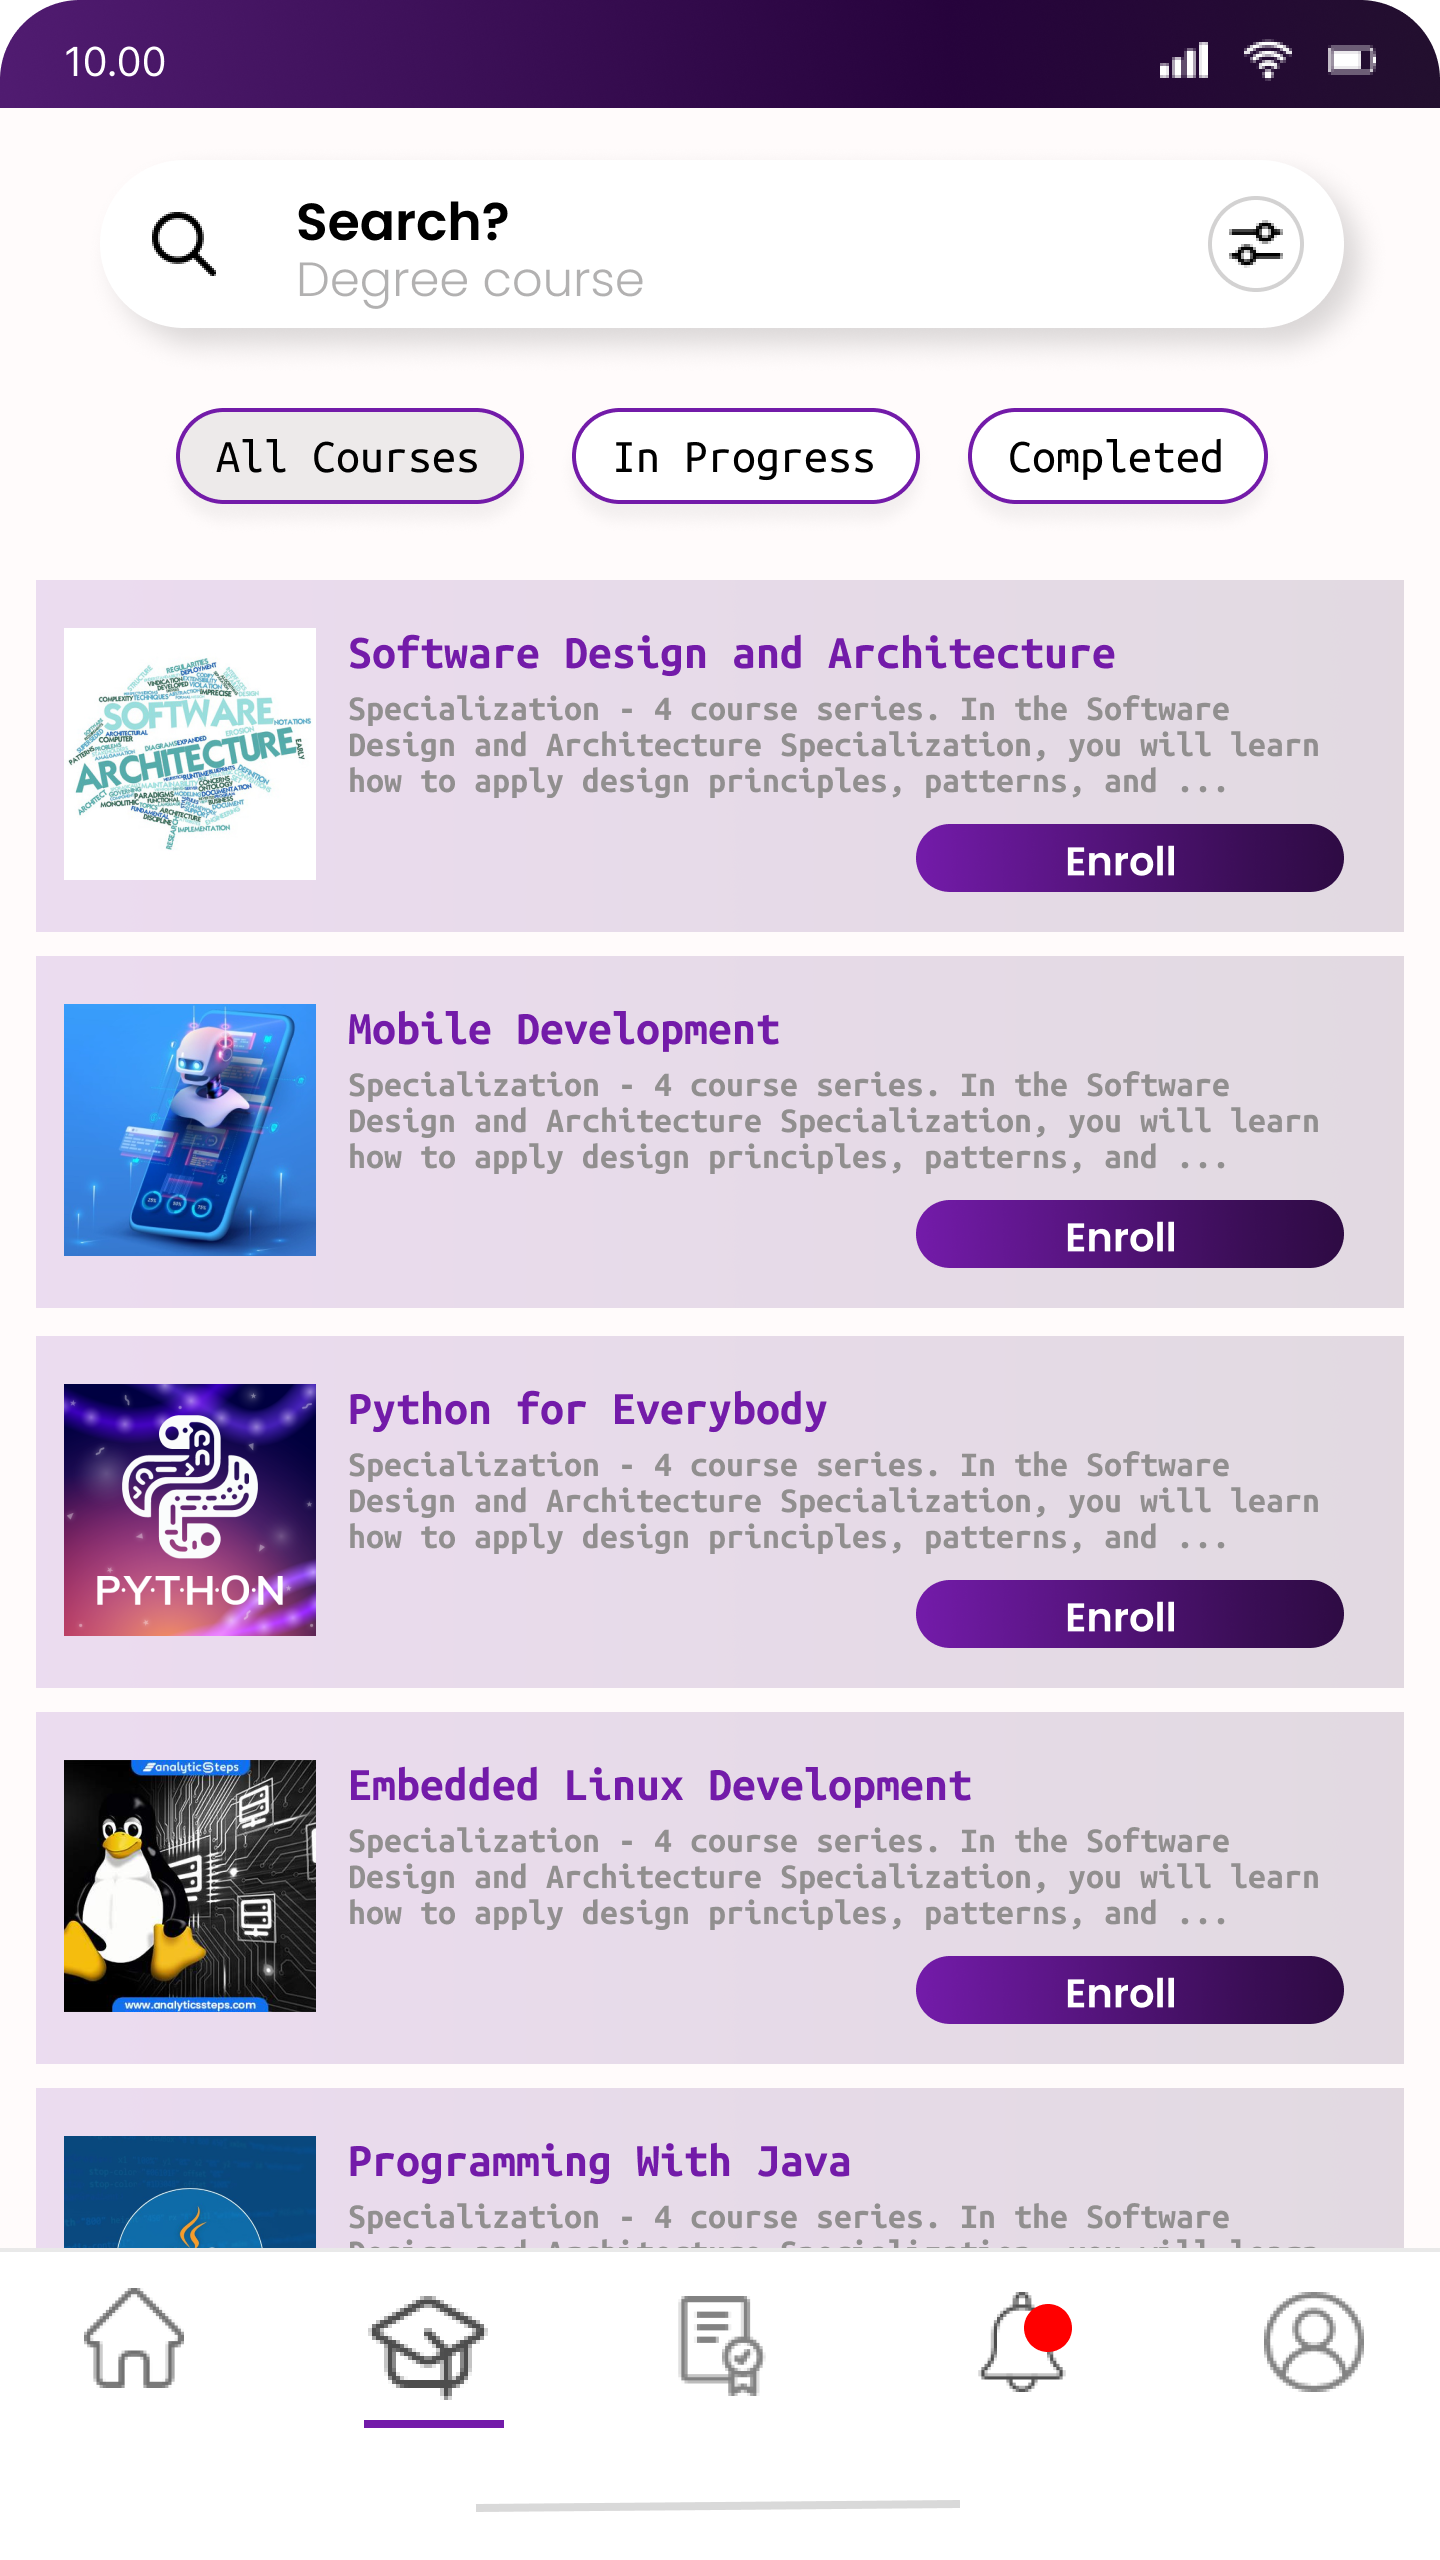 10.00
Search?
Degree course
All Courses
In Progress
Completed
SOFTWARE
ARCHITECTURE
Software Design and Architecture
Specialization - 4 course series. In the Software
Design and Architecture Specialization, you will learn
how to apply design principles, patterns, and ...
Enroll
Mobile Development
Specialization - 4 course series. In the Software
Design and Architecture Specialization, you will learn
how to apply design principles, patterns, and ...
Enroll
P·Y·T·H·O·N
Python for Everybody
Specialization - 4 course series. In the Software
Design and Architecture Specialization, you will learn
how to apply design principles, patterns, and ...
Enroll
analyticSteps
www.analyticssteps.com
Embedded Linux Development
Specialization - 4 course series. In the Software
Design and Architecture Specialization, you will learn
how to apply design principles, patterns, and ...
Enroll
Programming With Java
Specialization - 4 course series. In the Software